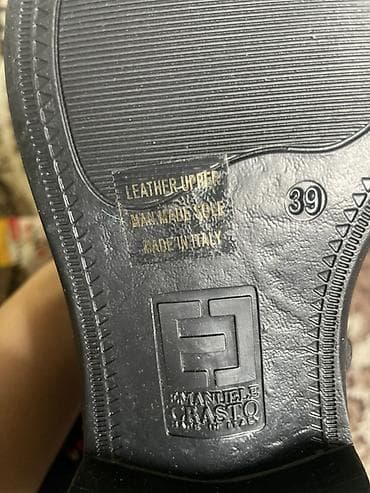 LEATHER UPPER
MAN MADE SOLE
MADE IN ITALY
39
EMANUELE
CRASTO